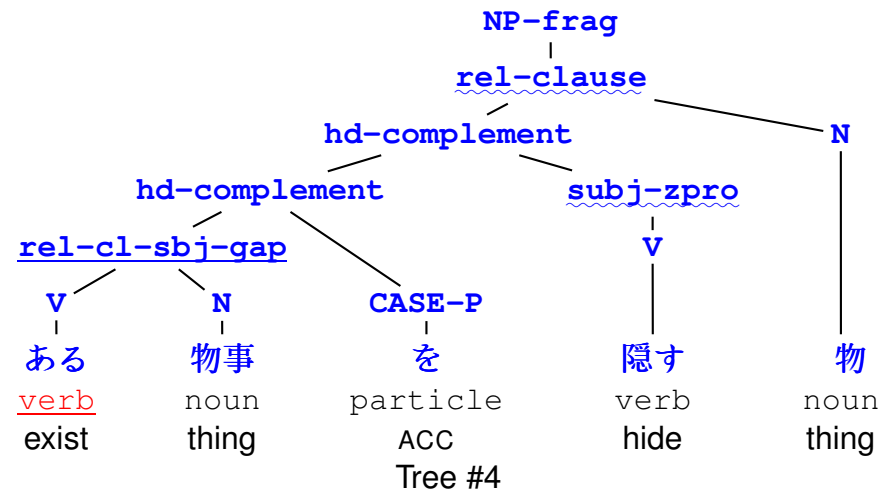 NP-frag
rel-clause
hd-complement N
hd-complement subj-zpro
rel-cl-sbj-gap V
V N CASE-P
ある 物事 を 隠す 物
verb noun particle verb noun
exist thing ACC hide thing
Tree #4